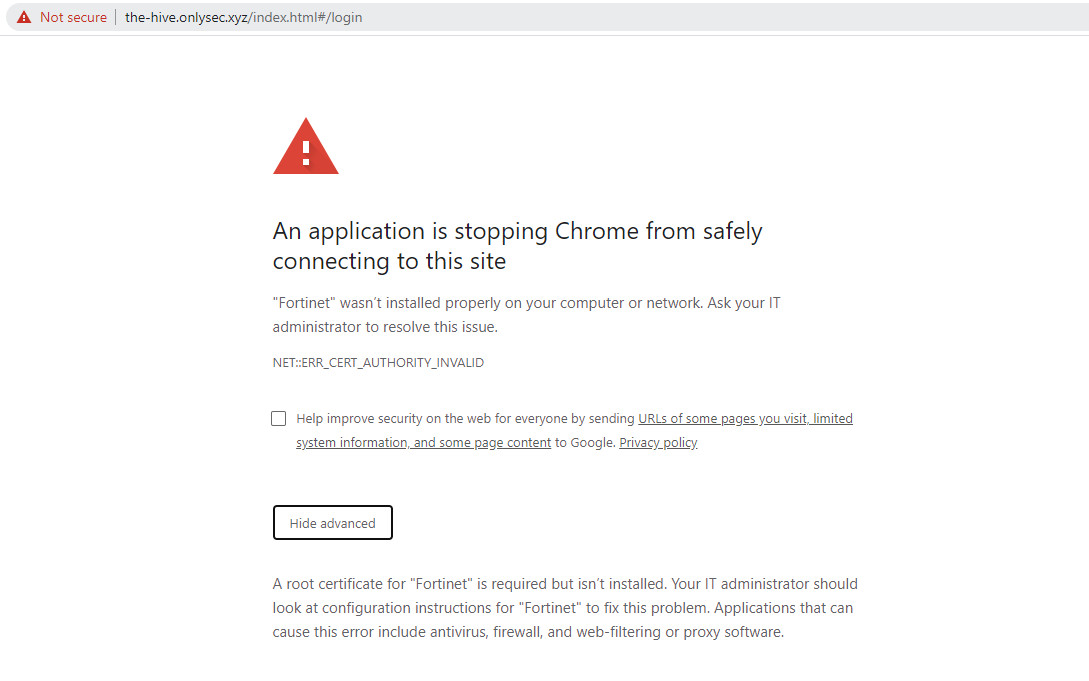 Not secure | the-hive.onlysec.xyz/index.html#/login
An application is stopping Chrome from safely
connecting to this site
"Fortinet" wasn’t installed properly on your computer or network. Ask your IT
administrator to resolve this issue.
NET::ERR_CERT_AUTHORITY_INVALID
Help improve security on the web for everyone by sending URLs of some pages you visit, limited
system information, and some page content to Google. Privacy policy
Hide advanced
A root certificate for "Fortinet" is required but isn’t installed. Your IT administrator should
look at configuration instructions for "Fortinet" to fix this problem. Applications that can
cause this error include antivirus, firewall, and web-filtering or proxy software.